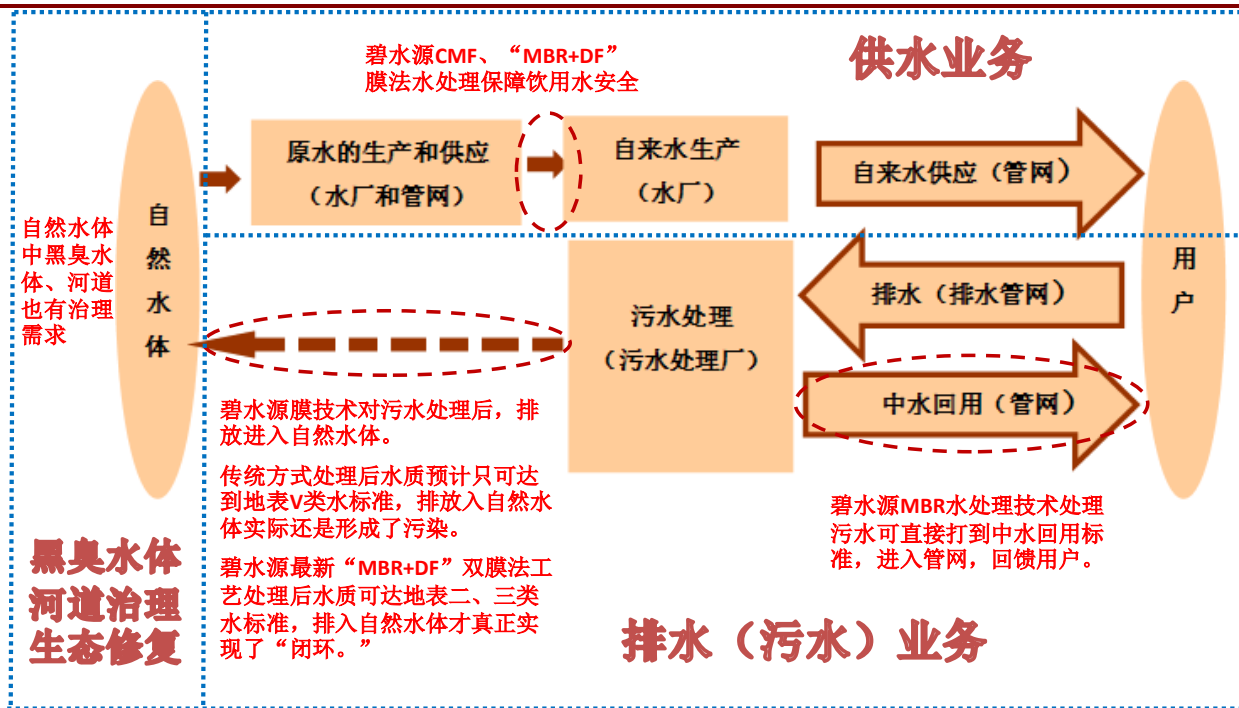 碧水源CMF、“MBR+DF”
膜法水处理保障饮用水安全
供水业务
原水的生产和供应
（水厂和管网）
自来水生产
（水厂）
自来水供应（管网）
自
然
水
体
自然水体
中黑臭水
体、河道
也有治理
需求
用
户
排水（排水管网）
污水处理
（污水处理厂）
中水回用（管网）
碧水源膜技术对污水处理后，排
放进入自然水体。
传统方式处理后水质预计只可达
到地表V类水标准，排放入自然水
体实际还是形成了污染。
碧水源最新“MBR+DF”双膜法工
艺处理后水质可达地表二、三类
水标准，排入自然水体才真正实
现了“闭环。”
碧水源MBR水处理技术处理
污水可直接打到中水回用标
准，进入管网，回馈用户。
黑臭水体
河道治理
生态修复
排水（污水）业务